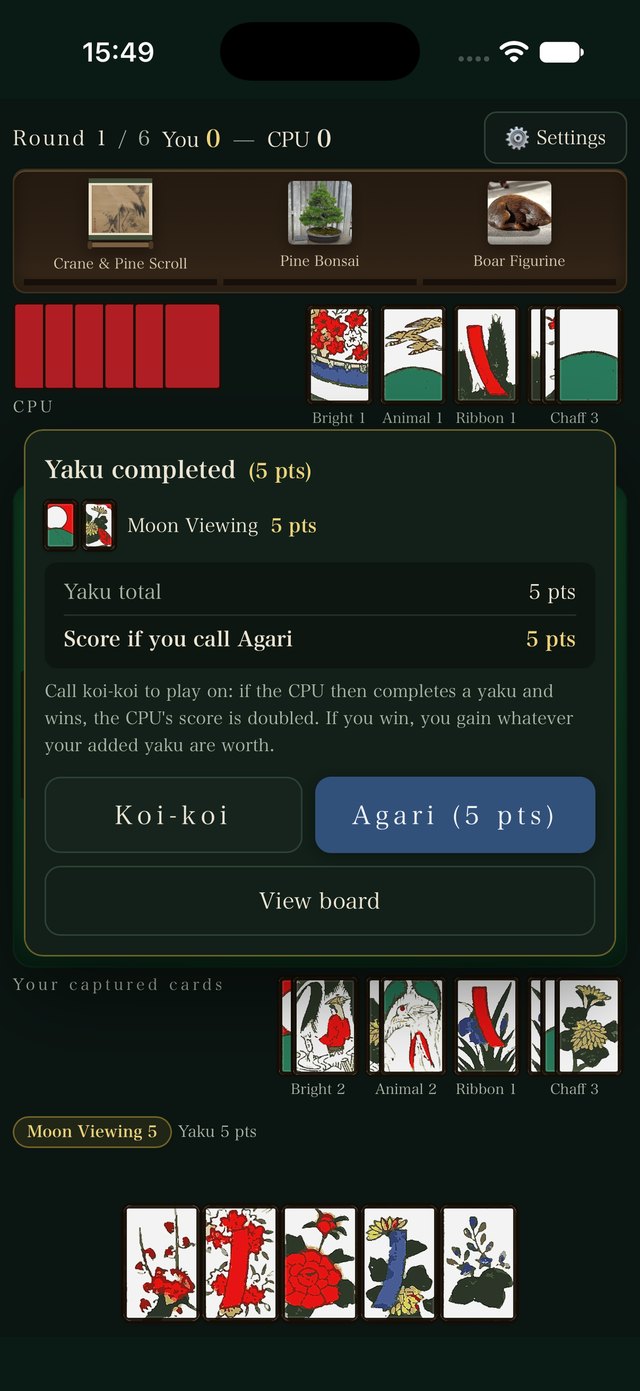 15:49
Round 1 / 6 You 0 — CPU 0
Settings
Crane & Pine Scroll
Pine Bonsai
Boar Figurine
CPU
Bright 1
Animal 1
Ribbon 1
Chaff 3
Yaku completed (5 pts)
Moon Viewing 5 pts
Yaku total 5 pts
Score if you call Agari 5 pts
Call koi-koi to play on: if the CPU then completes a yaku and
wins, the CPU's score is doubled. If you win, you gain whatever
your added yaku are worth.
Koi-koi
Agari (5 pts)
View board
Your captured cards
Bright 2
Animal 2
Ribbon 1
Chaff 3
Moon Viewing 5 Yaku 5 pts